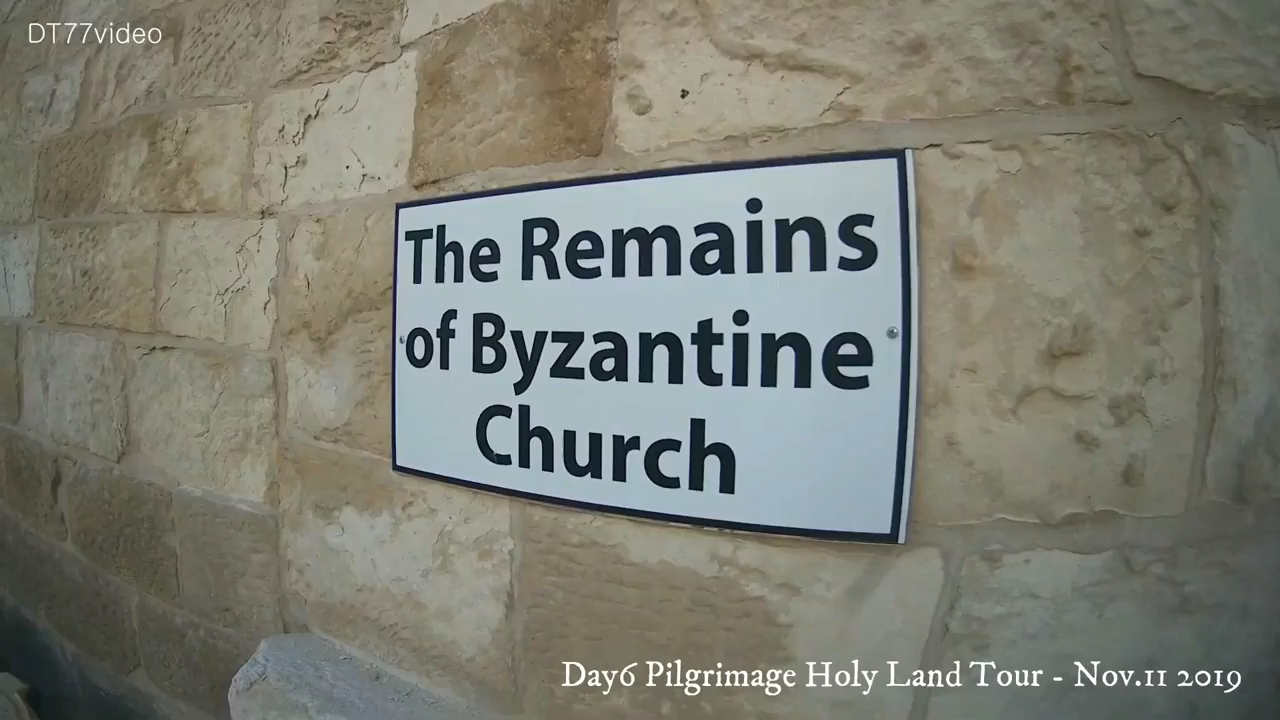 DT77video
The Remains
of Byzantine
Church
Day6 Pilgrimage Holy Land Tour - Nov.11 2019